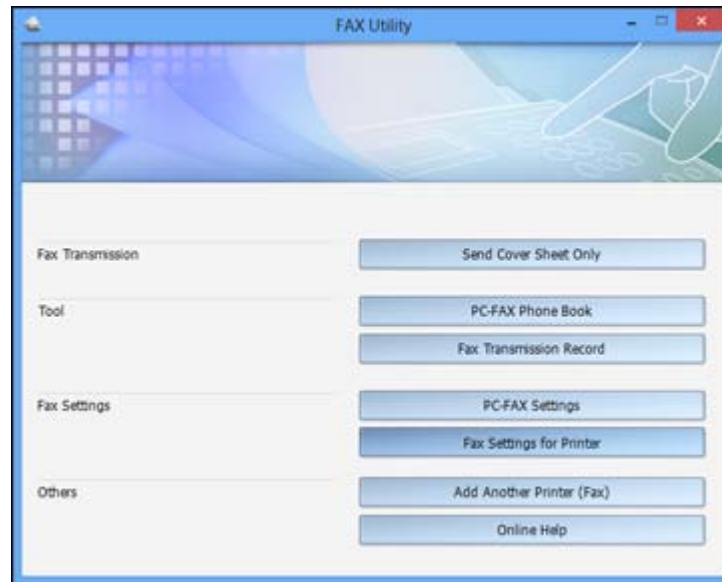 FAX Utility
Fax Transmission
Send Cover Sheet Only
Tool
PC-FAX Phone Book
Fax Transmission Record
Fax Settings
PC-FAX Settings
Fax Settings for Printer
Others
Add Another Printer (Fax)
Online Help